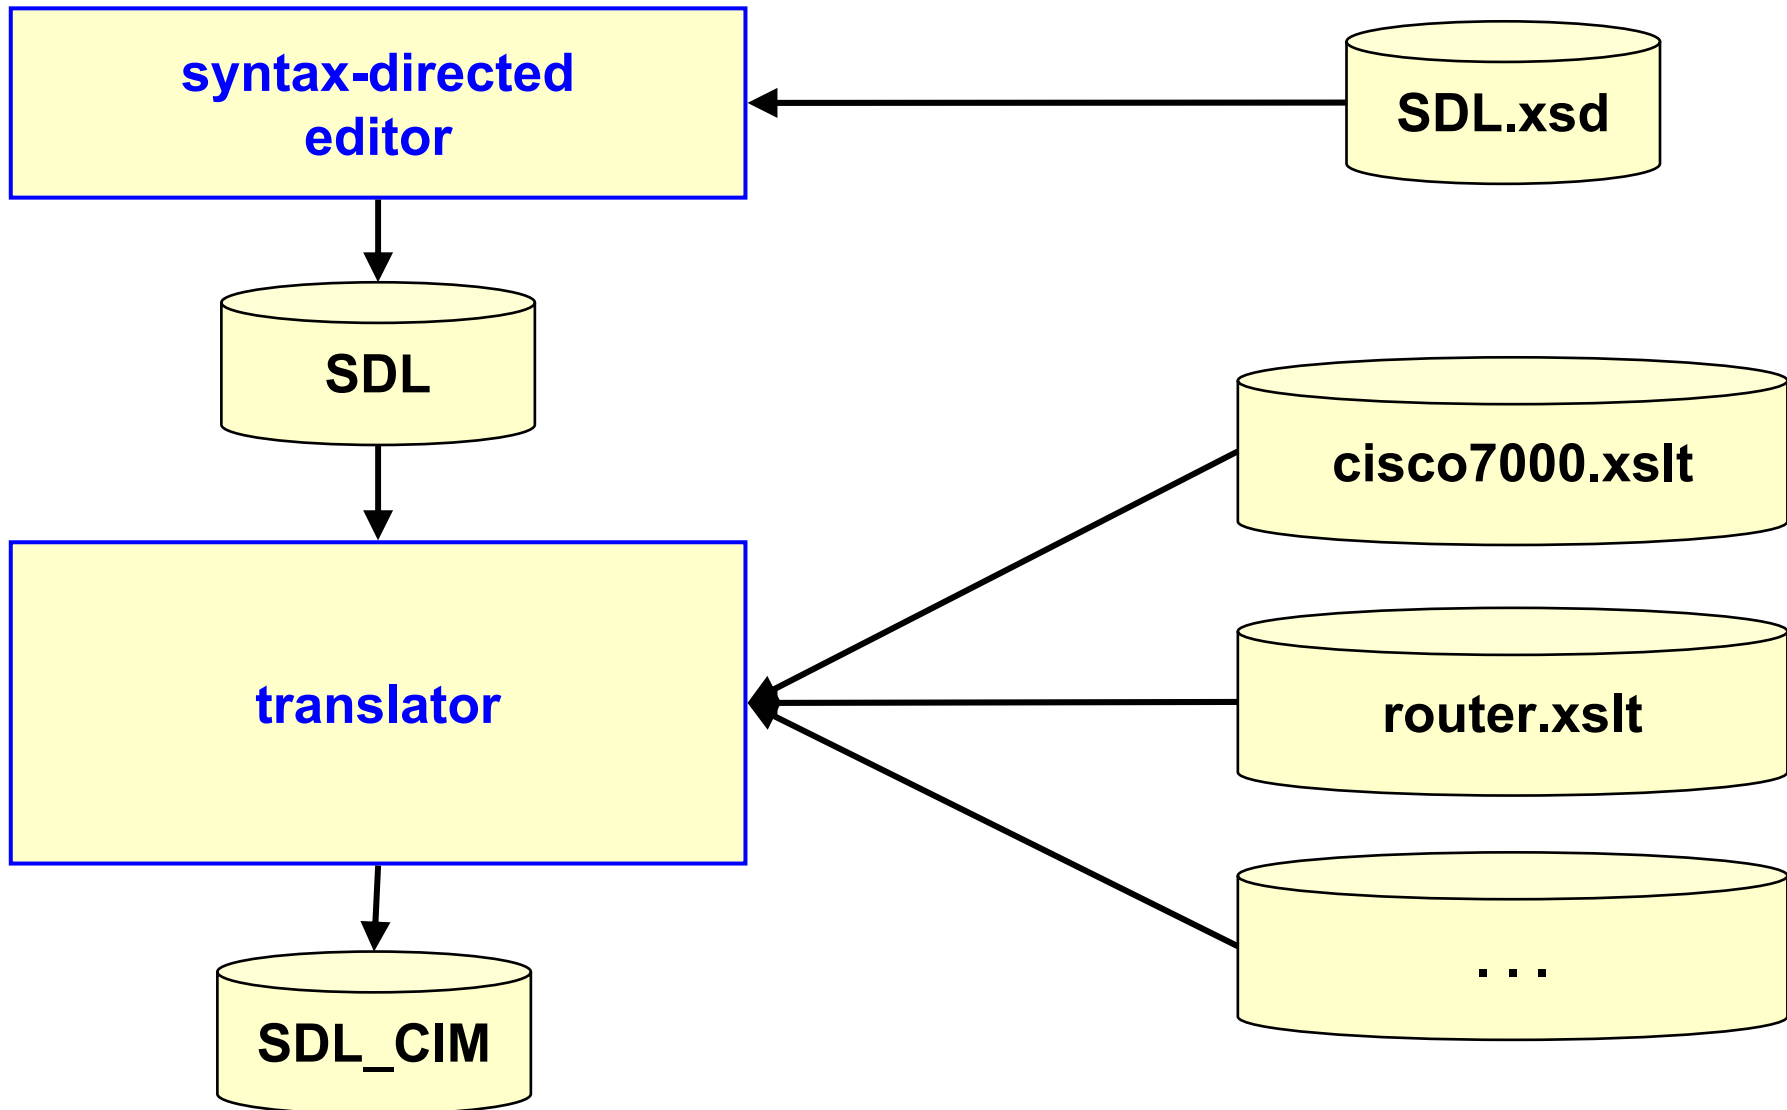 syntax-directed
editor
SDL.xsd
SDL
cisco7000.xslt
translator
router.xslt
. . .
SDL_CIM